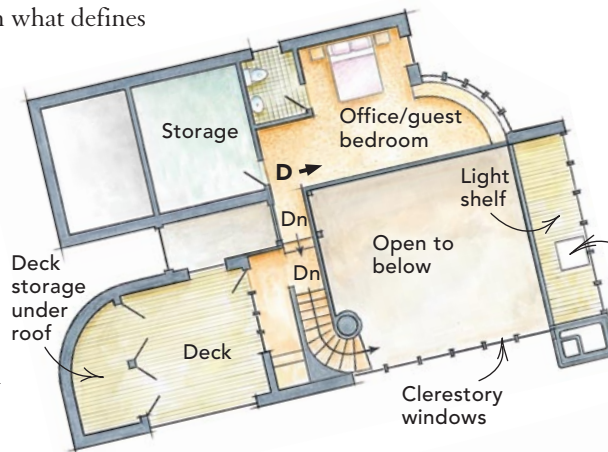 n what defines
Storage
Office/guest
bedroom
D
Light
shelf
Dn
Open to
below
Dn
Deck
storage
under
roof
Deck
Clerestory
windows